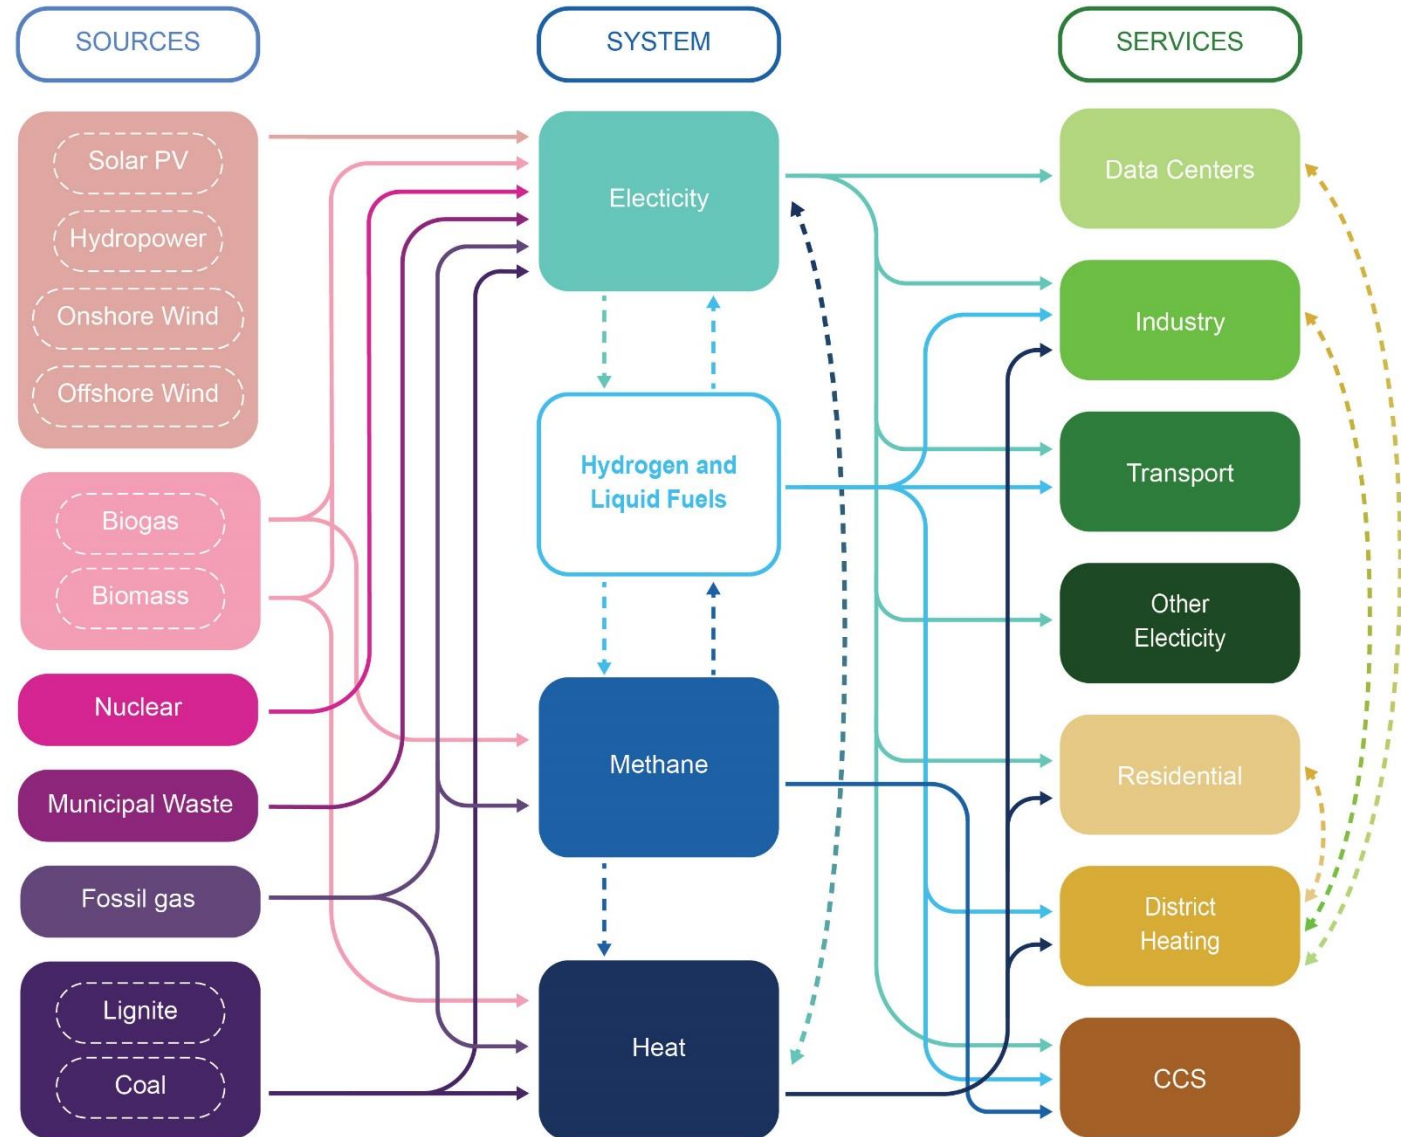 SOURCES
SYSTEM
SERVICES
Solar PV
Hydropower
Onshore Wind
Offshore Wind
Biogas
Biomass
Nuclear
Municipal Waste
Fossil gas
Lignite
Coal
Electicity
Hydrogen and
Liquid Fuels
Methane
Heat
Data Centers
Industry
Transport
Other
Electicity
Residential
District
Heating
CCS